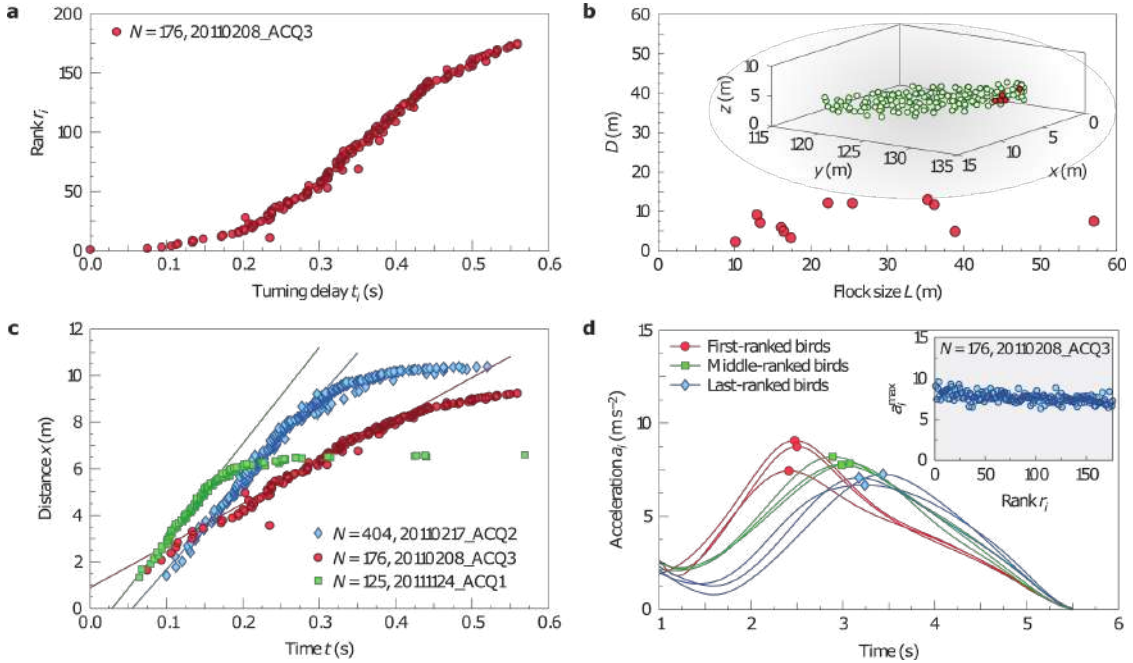 a
200
150
100
50
0
Rank r_i
N = 176, 20110208_ACQ3
0.0 0.1 0.2 0.3 0.4 0.5 0.6
Turning delay t_i (s)
b
60
50
40
30
20
10
0
D (m)
10
5
0
z (m)
115 120 125 130 135
y (m)
15 10 5 0
x (m)
0 10 20 30 40 50 60
Flock size L (m)
c
12
10
8
6
4
2
0
Distance x (m)
N = 404, 20110217_ACQ2
N = 176, 20110208_ACQ3
N = 125, 20111124_ACQ1
0.0 0.1 0.2 0.3 0.4 0.5 0.6
Time t (s)
d
15
10
5
0
Acceleration a_i (m s⁻²)
First-ranked birds
Middle-ranked birds
Last-ranked birds
N = 176, 20110208_ACQ3
15
10
5
0
a_i^max
0 50 100 150
Rank r_i
1 2 3 4 5 6
Time (s)